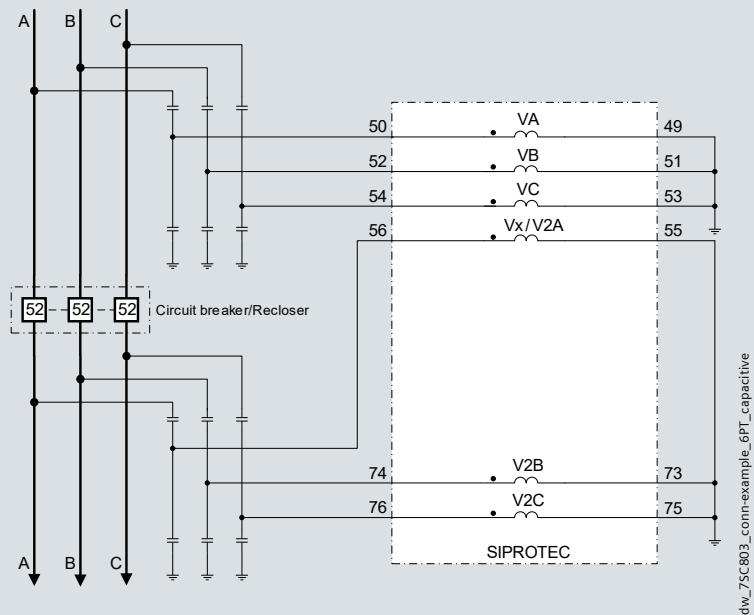 A B C
50 VA 49
52 VB 51
54 VC 53
56 Vx/V2A 55
52 52 52 Circuit breaker/Recloser
74 V2B 73
76 V2C 75
SIPROTEC
A B C
dw_7SC803_conn-example_6PT_capacitive